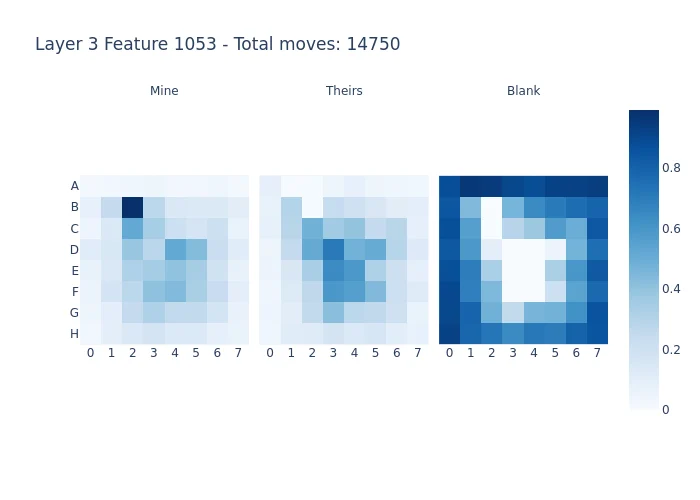 Layer 3 Feature 1053 - Total moves: 14750
Mine Theirs Blank
A
B
C
D
E
F
G
H
0 1 2 3 4 5 6 7 0 1 2 3 4 5 6 7 0 1 2 3 4 5 6 7
0.8
0.6
0.4
0.2
0